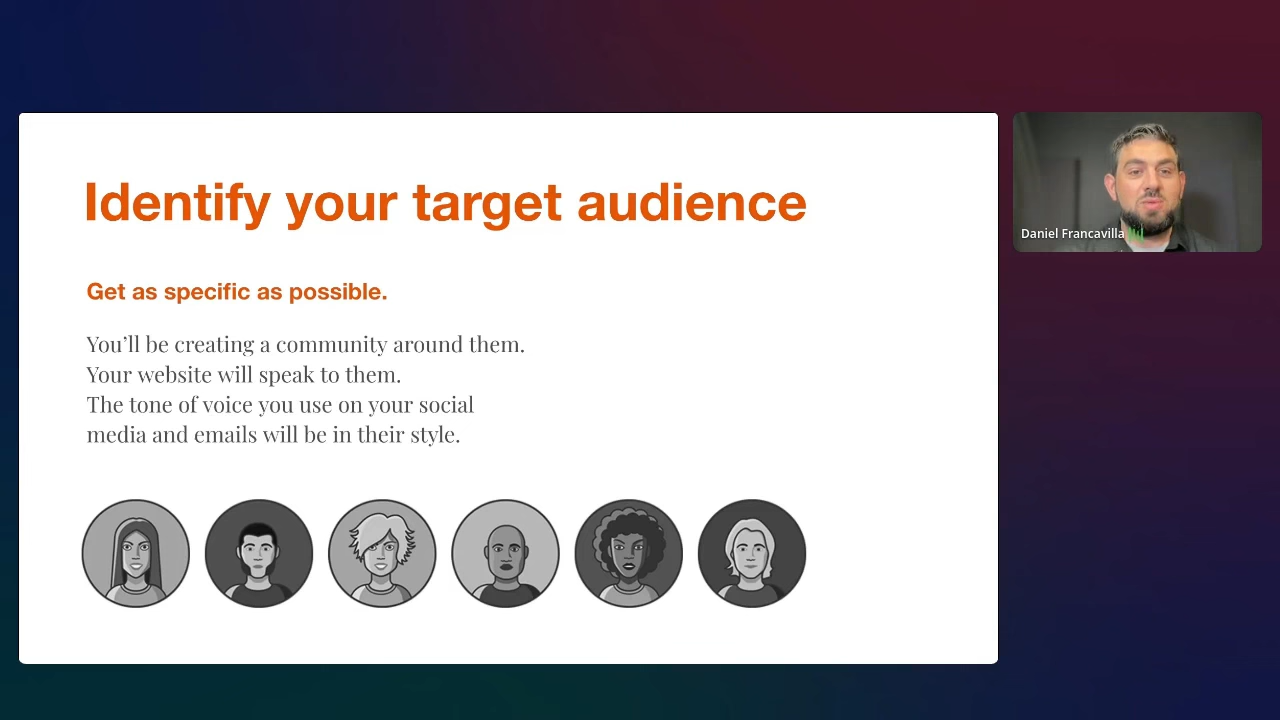 Identify your target audience
Get as specific as possible.
You’ll be creating a community around them.
Your website will speak to them.
The tone of voice you use on your social
media and emails will be in their style.
Daniel Francavilla